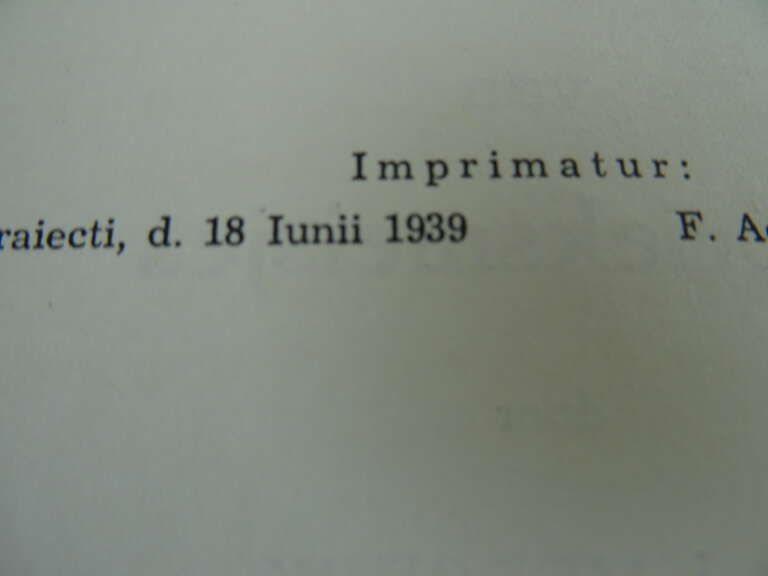 Imprimatur:
raiecti, d. 18 Iunii 1939 F. A